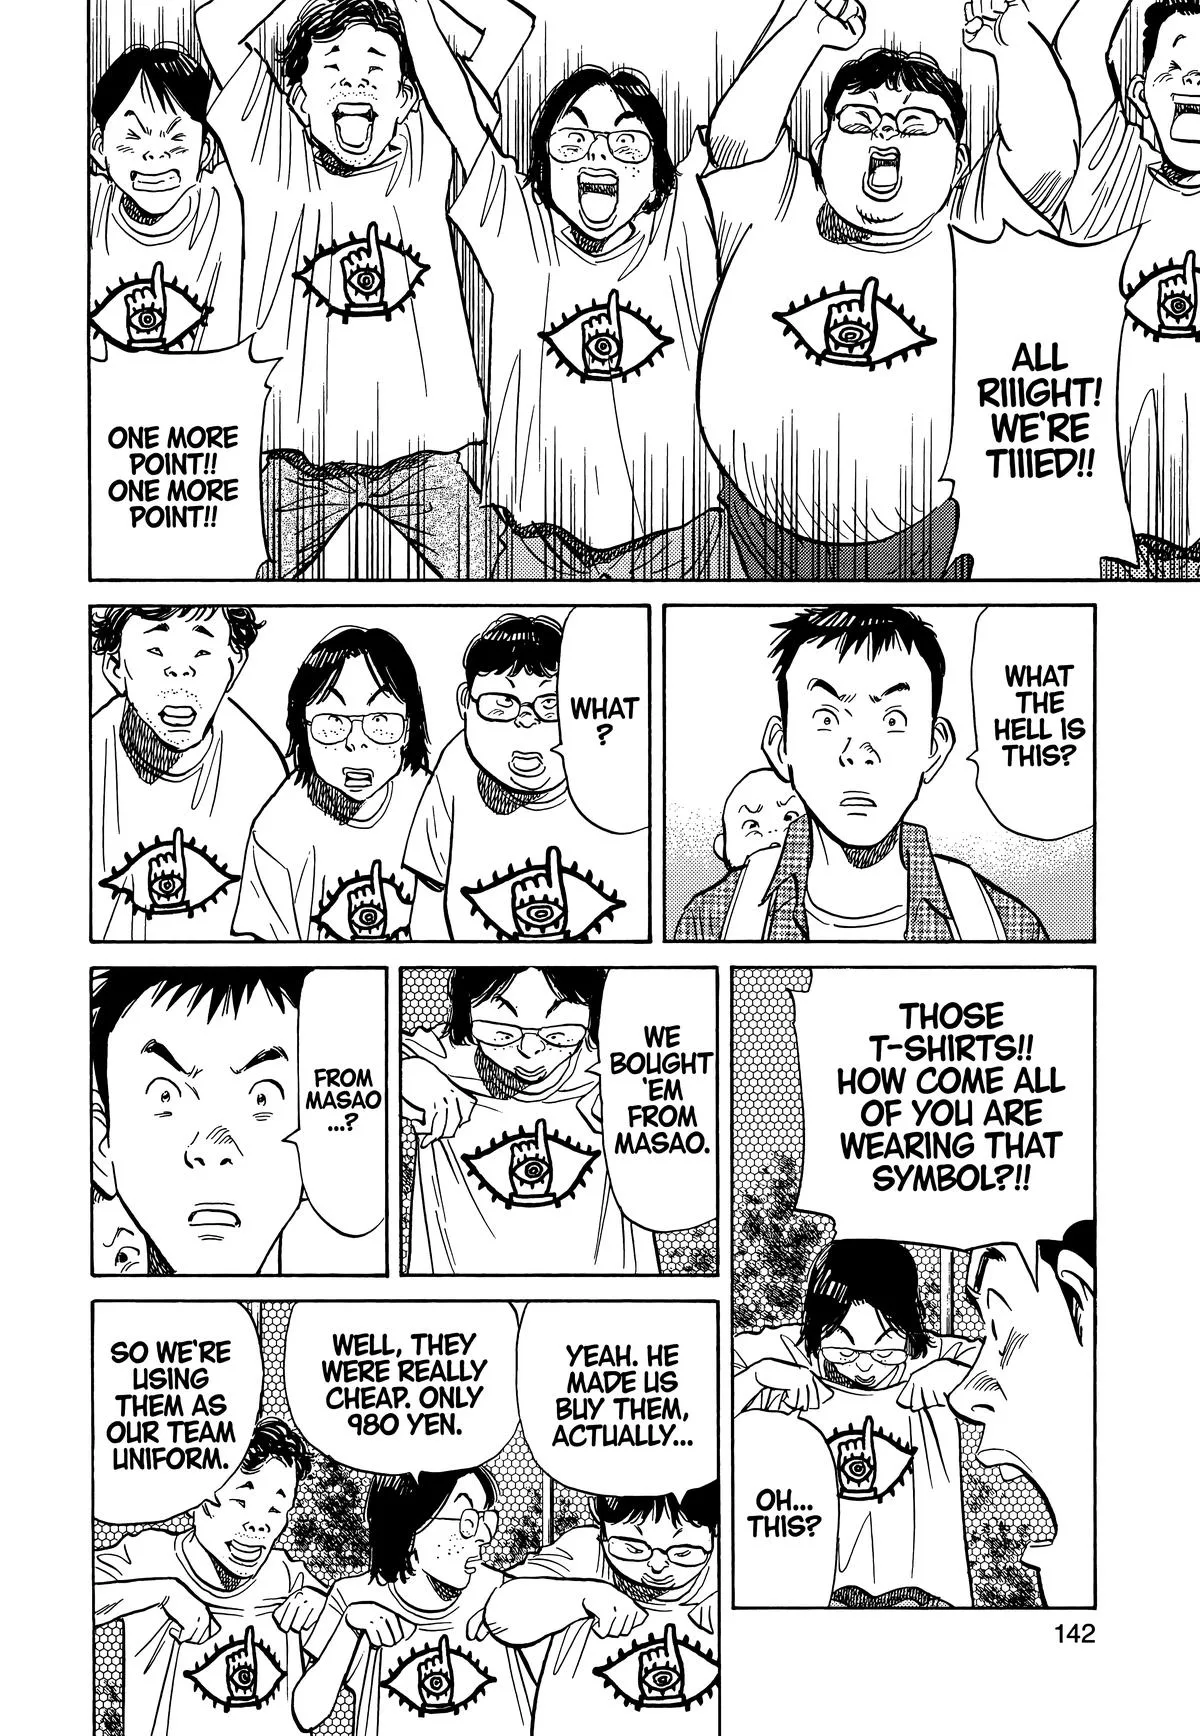 ALL
RIIIGHT!
WE'RE
TIIIED!!
ONE MORE
POINT!!
ONE MORE
POINT!!
WHAT
THE
HELL IS
THIS?
WHAT
?
THOSE
T-SHIRTS!!
HOW COME ALL
OF YOU ARE
WEARING THAT
SYMBOL?!!
OH...
THIS?
WE
BOUGHT
'EM
FROM
MASAO.
FROM
MASAO
...?
YEAH. HE
MADE US
BUY THEM,
ACTUALLY...
WELL, THEY
WERE REALLY
CHEAP. ONLY
980 YEN.
SO WE'RE
USING
THEM AS
OUR TEAM
UNIFORM.
142